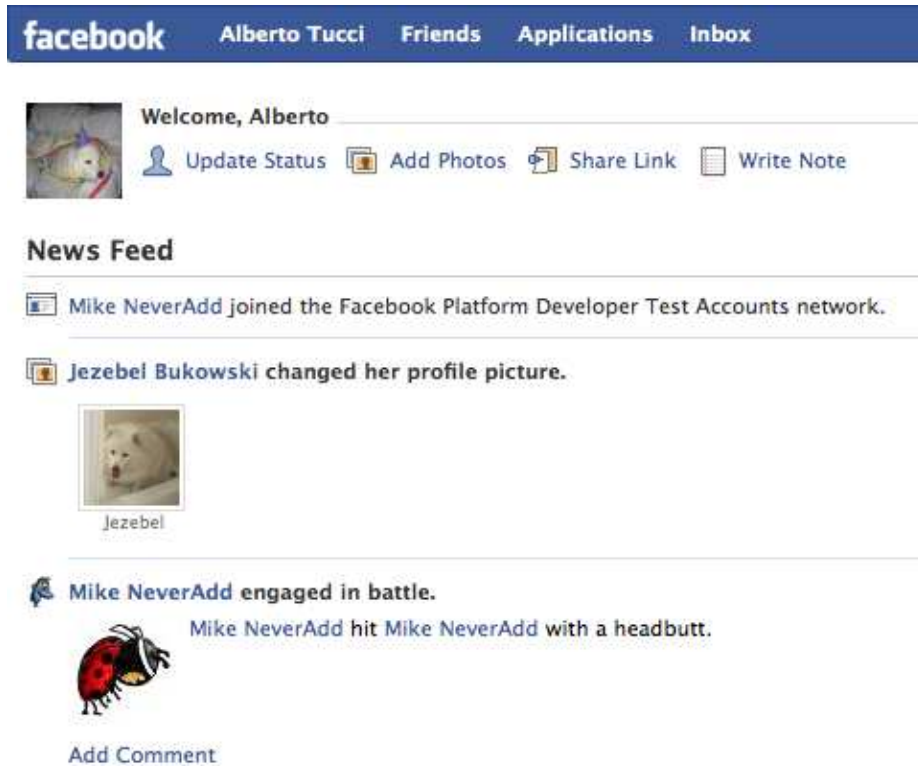 facebook Alberto Tucci Friends Applications Inbox
Welcome, Alberto
Update Status Add Photos Share Link Write Note
News Feed
Mike NeverAdd joined the Facebook Platform Developer Test Accounts network.
Jezebel Bukowski changed her profile picture.
Jezebel
Mike NeverAdd engaged in battle.
Mike NeverAdd hit Mike NeverAdd with a headbutt.
Add Comment